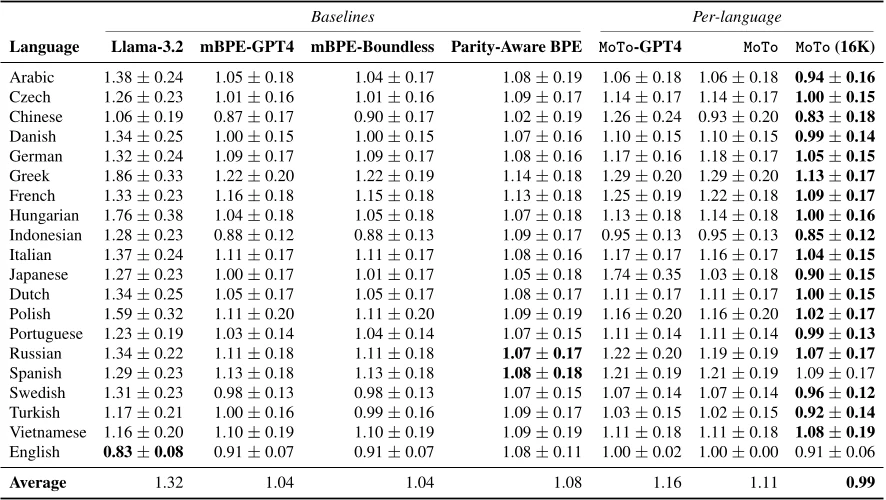 Baselines Per-language
Language Llama-3.2 mBPE-GPT4 mBPE-Boundless Parity-Aware BPE MoTo-GPT4 MoTo MoTo (16K)
Arabic 1.38 ± 0.24 1.05 ± 0.18 1.04 ± 0.17 1.08 ± 0.19 1.06 ± 0.18 1.06 ± 0.18 0.94 ± 0.16
Czech 1.26 ± 0.23 1.01 ± 0.16 1.01 ± 0.16 1.09 ± 0.17 1.14 ± 0.17 1.14 ± 0.17 1.00 ± 0.15
Chinese 1.06 ± 0.19 0.87 ± 0.17 0.90 ± 0.17 1.02 ± 0.19 1.26 ± 0.24 0.93 ± 0.20 0.83 ± 0.18
Danish 1.34 ± 0.25 1.00 ± 0.15 1.00 ± 0.15 1.07 ± 0.16 1.10 ± 0.15 1.10 ± 0.15 0.99 ± 0.14
German 1.32 ± 0.24 1.09 ± 0.17 1.09 ± 0.17 1.08 ± 0.16 1.17 ± 0.16 1.18 ± 0.17 1.05 ± 0.15
Greek 1.86 ± 0.33 1.22 ± 0.20 1.22 ± 0.19 1.14 ± 0.18 1.29 ± 0.20 1.29 ± 0.20 1.13 ± 0.17
French 1.33 ± 0.23 1.16 ± 0.18 1.15 ± 0.18 1.13 ± 0.18 1.25 ± 0.19 1.22 ± 0.18 1.09 ± 0.17
Hungarian 1.76 ± 0.38 1.04 ± 0.18 1.05 ± 0.18 1.07 ± 0.18 1.13 ± 0.18 1.14 ± 0.18 1.00 ± 0.16
Indonesian 1.28 ± 0.23 0.88 ± 0.12 0.88 ± 0.13 1.09 ± 0.17 0.95 ± 0.13 0.95 ± 0.13 0.85 ± 0.12
Italian 1.37 ± 0.24 1.11 ± 0.17 1.11 ± 0.17 1.08 ± 0.16 1.17 ± 0.17 1.16 ± 0.17 1.04 ± 0.15
Japanese 1.27 ± 0.23 1.00 ± 0.17 1.01 ± 0.17 1.05 ± 0.18 1.74 ± 0.35 1.03 ± 0.18 0.90 ± 0.15
Dutch 1.34 ± 0.25 1.05 ± 0.17 1.05 ± 0.17 1.08 ± 0.17 1.11 ± 0.17 1.11 ± 0.17 1.00 ± 0.15
Polish 1.59 ± 0.32 1.11 ± 0.20 1.11 ± 0.20 1.09 ± 0.19 1.16 ± 0.20 1.16 ± 0.20 1.02 ± 0.17
Portuguese 1.23 ± 0.19 1.03 ± 0.14 1.04 ± 0.14 1.07 ± 0.15 1.11 ± 0.14 1.11 ± 0.14 0.99 ± 0.13
Russian 1.34 ± 0.22 1.11 ± 0.18 1.11 ± 0.18 1.07 ± 0.17 1.22 ± 0.20 1.19 ± 0.19 1.07 ± 0.17
Spanish 1.29 ± 0.23 1.13 ± 0.18 1.13 ± 0.18 1.08 ± 0.18 1.21 ± 0.19 1.21 ± 0.19 1.09 ± 0.17
Swedish 1.31 ± 0.23 0.98 ± 0.13 0.98 ± 0.13 1.07 ± 0.15 1.07 ± 0.14 1.07 ± 0.14 0.96 ± 0.12
Turkish 1.17 ± 0.21 1.00 ± 0.16 0.99 ± 0.16 1.09 ± 0.17 1.03 ± 0.15 1.02 ± 0.15 0.92 ± 0.14
Vietnamese 1.16 ± 0.20 1.10 ± 0.19 1.10 ± 0.19 1.09 ± 0.19 1.11 ± 0.18 1.11 ± 0.18 1.08 ± 0.19
English 0.83 ± 0.08 0.91 ± 0.07 0.91 ± 0.07 1.08 ± 0.11 1.00 ± 0.02 1.00 ± 0.00 0.91 ± 0.06
Average 1.32 1.04 1.04 1.08 1.16 1.11 0.99